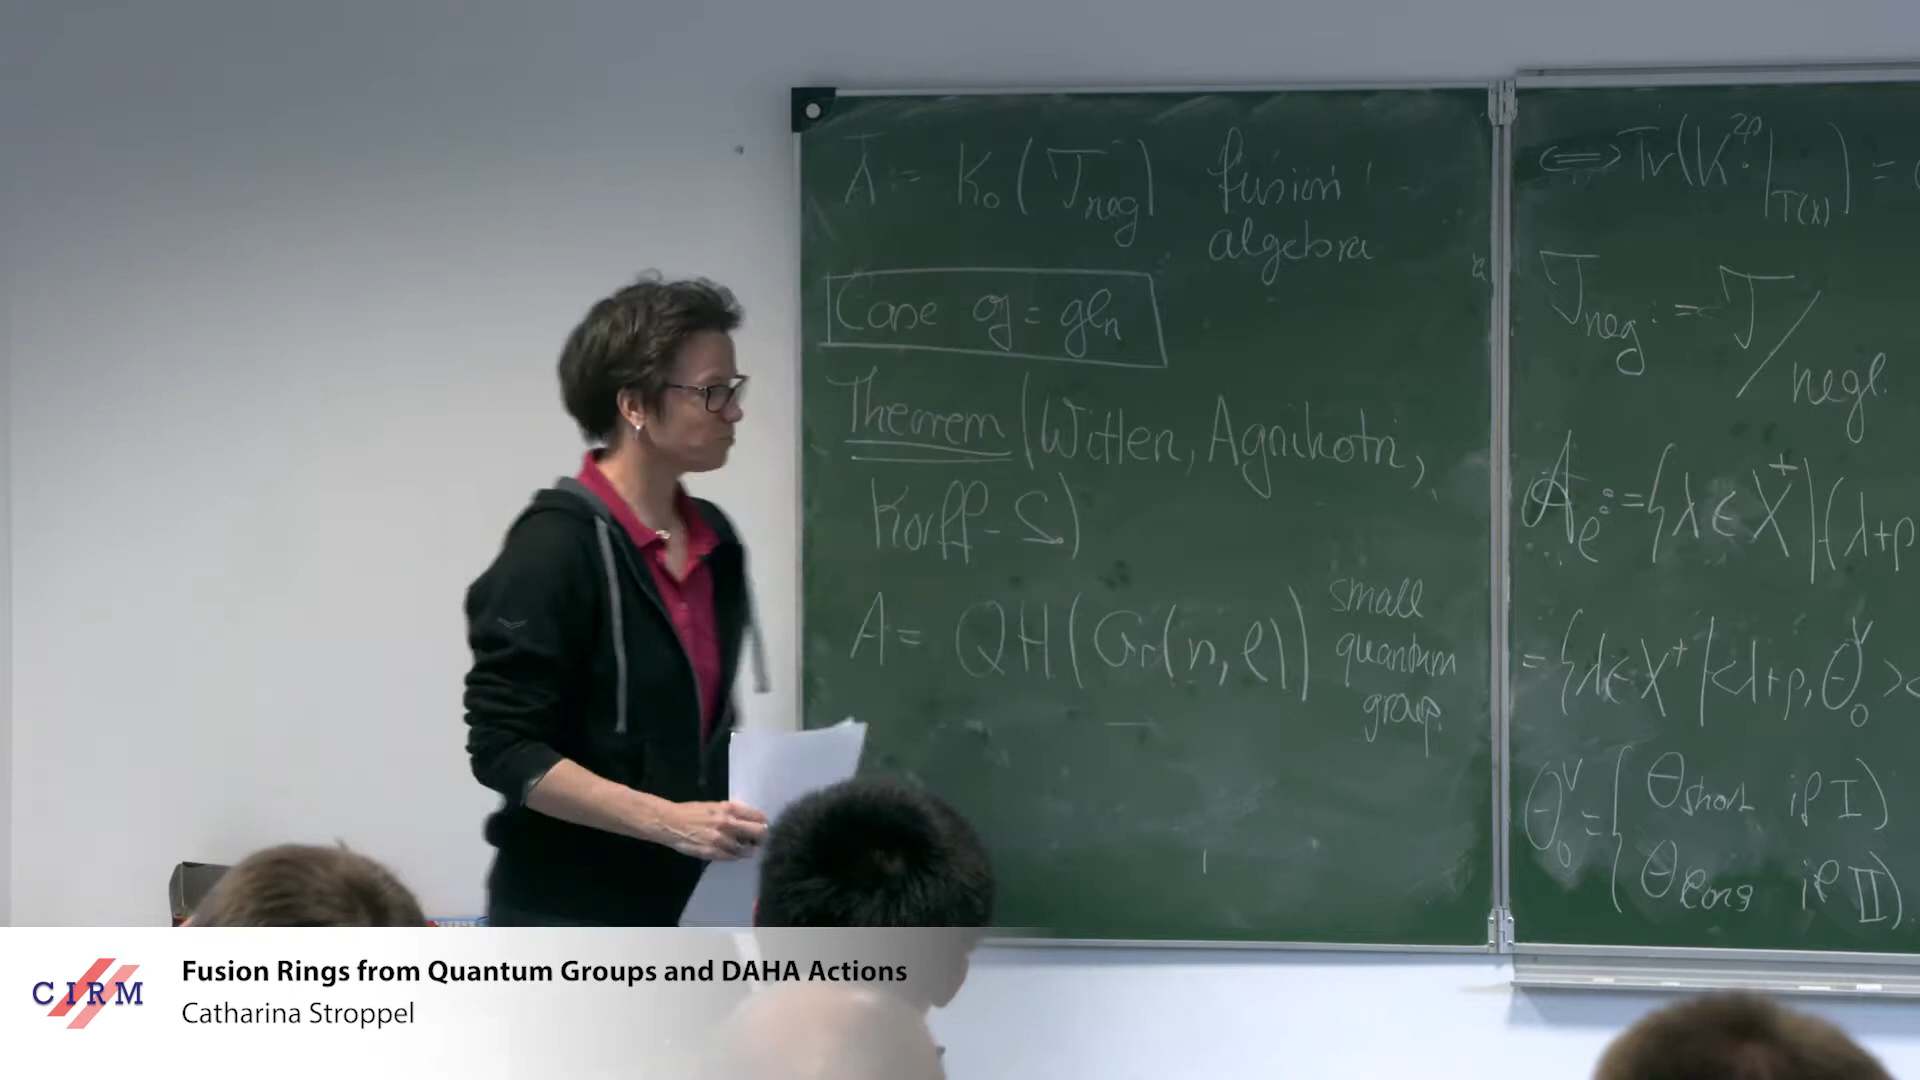 A = K₀(T_neg) fusion
algebra
Case 𝔤 = gl_n
Theorem (Witten, Agnihotri,
Korff-S)
A = QH(Gr(n,ℓ)) small
quantum
group
⟺ Tr(K^{2ρ}|_{T(λ)}) =
T_neg := T/negl.
A_e := {λ ∈ X⁺|(λ+ρ
= {λ ∈ X⁺|<λ+ρ, θ₀^∨>
θ₀^∨ = { θ_short if I)
θ_long if II)
CIRM
Fusion Rings from Quantum Groups and DAHA Actions
Catharina Stroppel